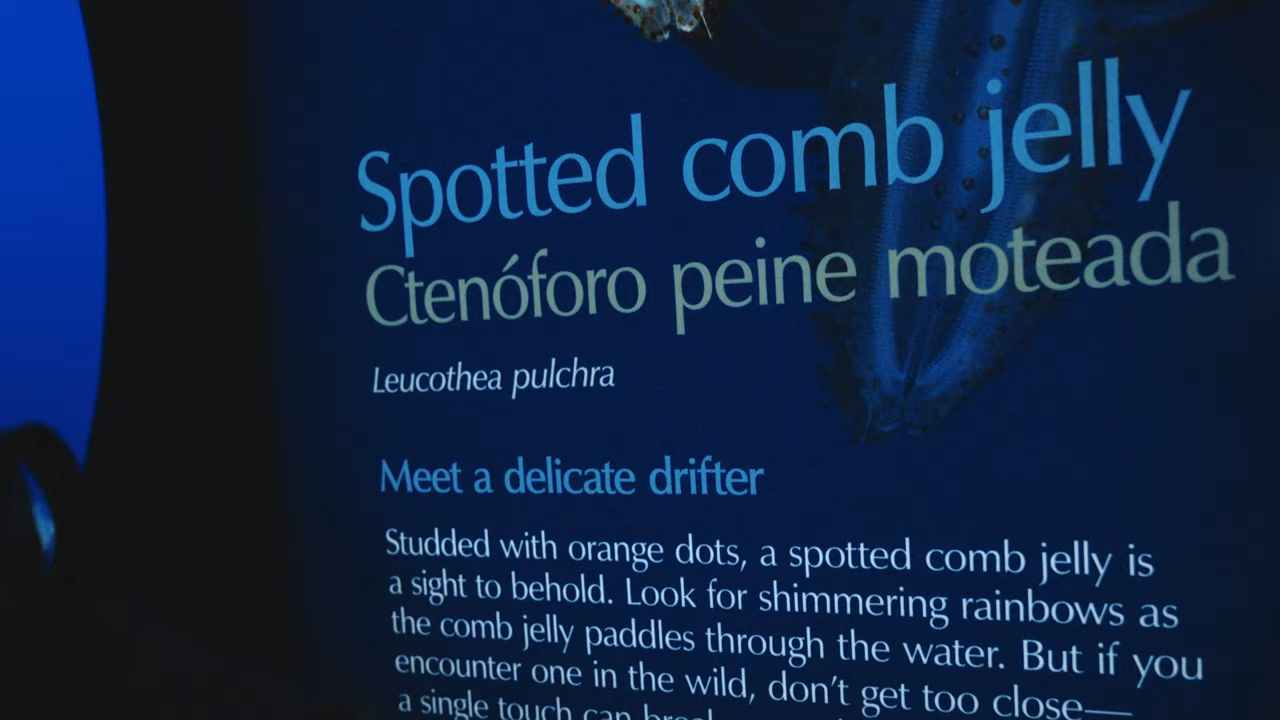 Spotted comb jelly
Ctenóforo peine moteada
Leucothea pulchra
Meet a delicate drifter
Studded with orange dots, a spotted comb jelly is
a sight to behold. Look for shimmering rainbows as
the comb jelly paddles through the water. But if you
encounter one in the wild, don’t get too close—
a single touch can